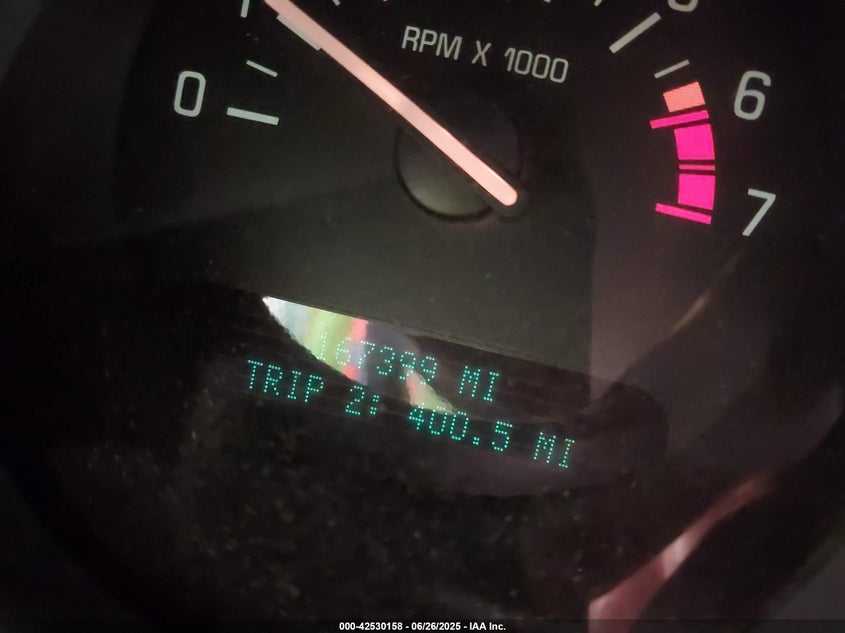 RPM X 1000
0
6
7
167399 MI
TRIP 2: 400.5 MI
000-42530158 - 06/26/2025 - IAA Inc.